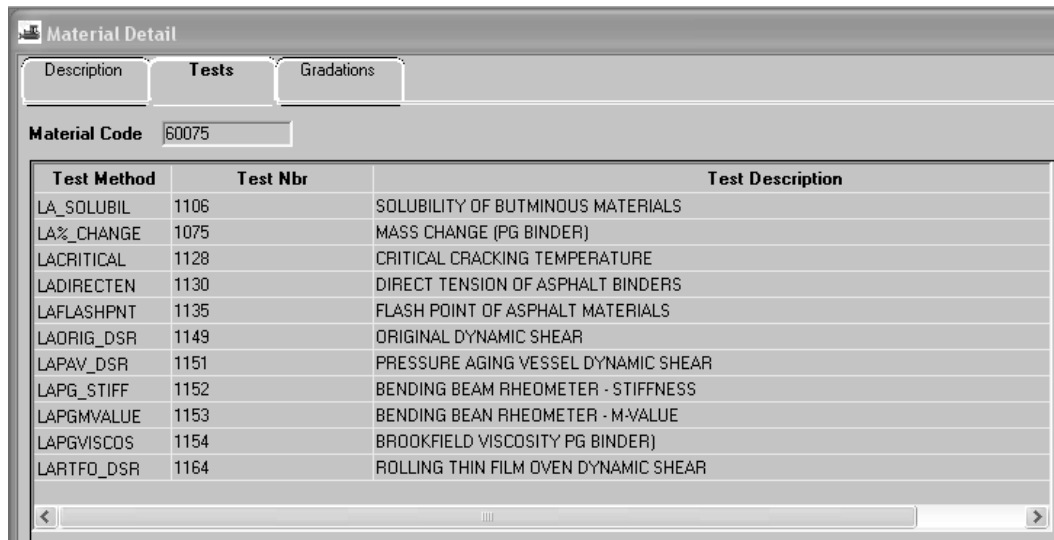 Material Detail
Description Tests Gradations
Material Code 60075
Test Method Test Nbr Test Description
LA_SOLUBIL 1106 SOLUBILITY OF BUTMINOUS MATERIALS
LA%_CHANGE 1075 MASS CHANGE (PG BINDER)
LACRITICAL 1128 CRITICAL CRACKING TEMPERATURE
LADIRECTEN 1130 DIRECT TENSION OF ASPHALT BINDERS
LAFLASHPNT 1135 FLASH POINT OF ASPHALT MATERIALS
LAORIG_DSR 1149 ORIGINAL DYNAMIC SHEAR
LAPAV_DSR 1151 PRESSURE AGING VESSEL DYNAMIC SHEAR
LAPG_STIFF 1152 BENDING BEAM RHEOMETER - STIFFNESS
LAPGMVALUE 1153 BENDING BEAN RHEOMETER - M-VALUE
LAPGVISCOS 1154 BROOKFIELD VISCOSITY PG BINDER)
LARTFO_DSR 1164 ROLLING THIN FILM OVEN DYNAMIC SHEAR